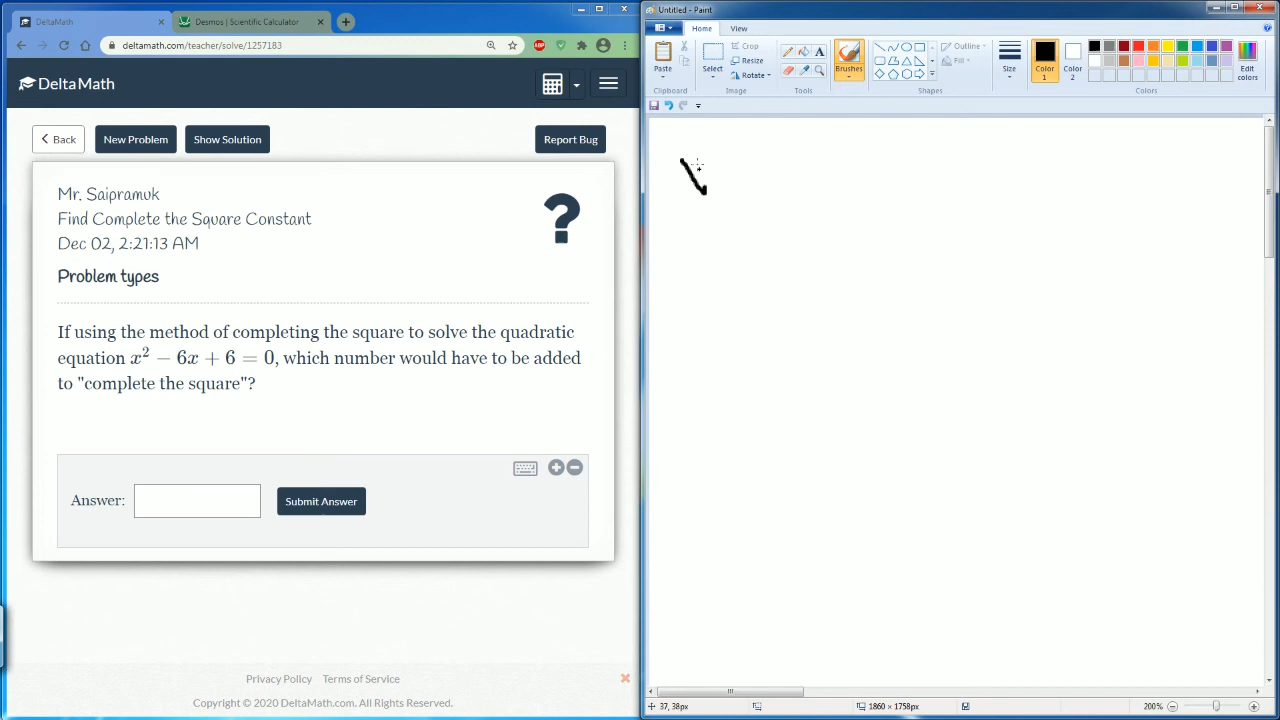 DeltaMath
Desmos | Scientific Calculator
deltamath.com/teacher/solve/1257183
ABP
DeltaMath
Back
New Problem
Show Solution
Report Bug
Mr. Saipramuk
Find Complete the Square Constant
Dec 02, 2:21:13 AM
Problem types
?
If using the method of completing the square to solve the quadratic
equation x² − 6x + 6 = 0, which number would have to be added
to "complete the square"?
Answer:
Submit Answer
Privacy Policy Terms of Service
Copyright © 2020 DeltaMath.com. All Rights Reserved.
Untitled - Paint
Home View
Paste
Select
Crop
Resize
Rotate
A
Brushes
Outline
Fill
Size
Color 1
Color 2
Edit colors
Clipboard Image Tools Shapes Colors
37, 38px
1860 × 1758px
200%